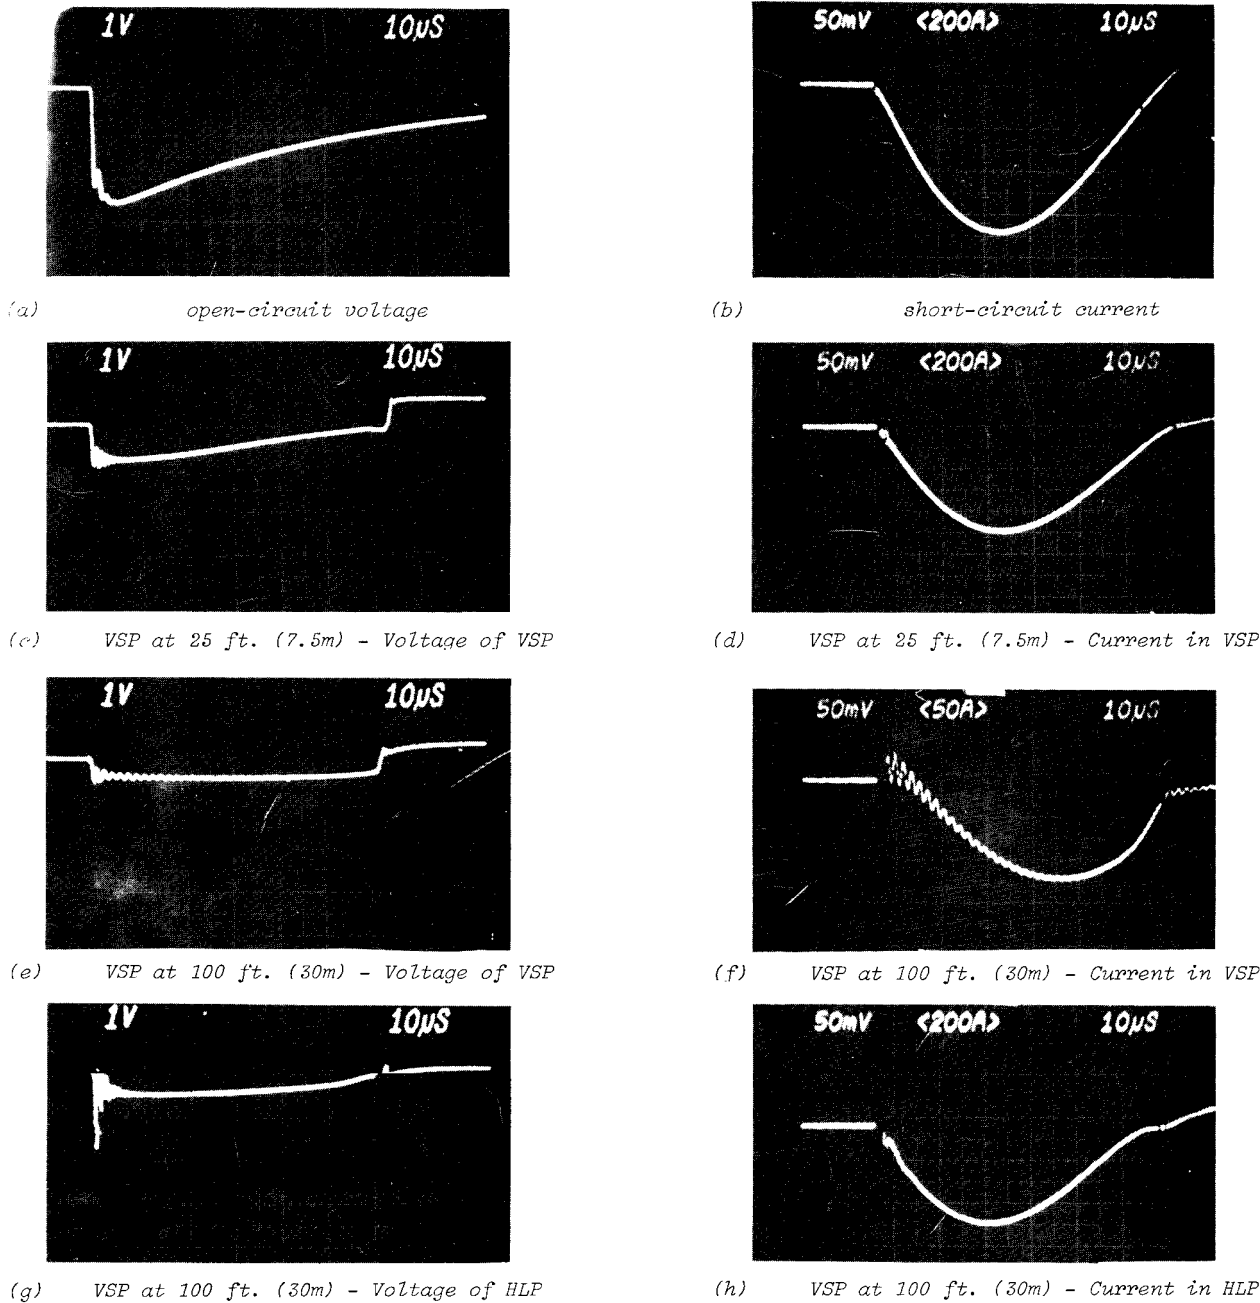 1V 10µS
50mV <200A> 10µS
(a) open-circuit voltage
(b) short-circuit current
1V 10µS
50mV <200A> 10µS
(c) VSP at 25 ft. (7.5m) - Voltage of VSP
(d) VSP at 25 ft. (7.5m) - Current in VSP
1V 10µS
50mV <50A> 10µS
(e) VSP at 100 ft. (30m) - Voltage of VSP
(f) VSP at 100 ft. (30m) - Current in VSP
1V 10µS
50mV <200A> 10µS
(g) VSP at 100 ft. (30m) - Voltage of HLP
(h) VSP at 100 ft. (30m) - Current in HLP